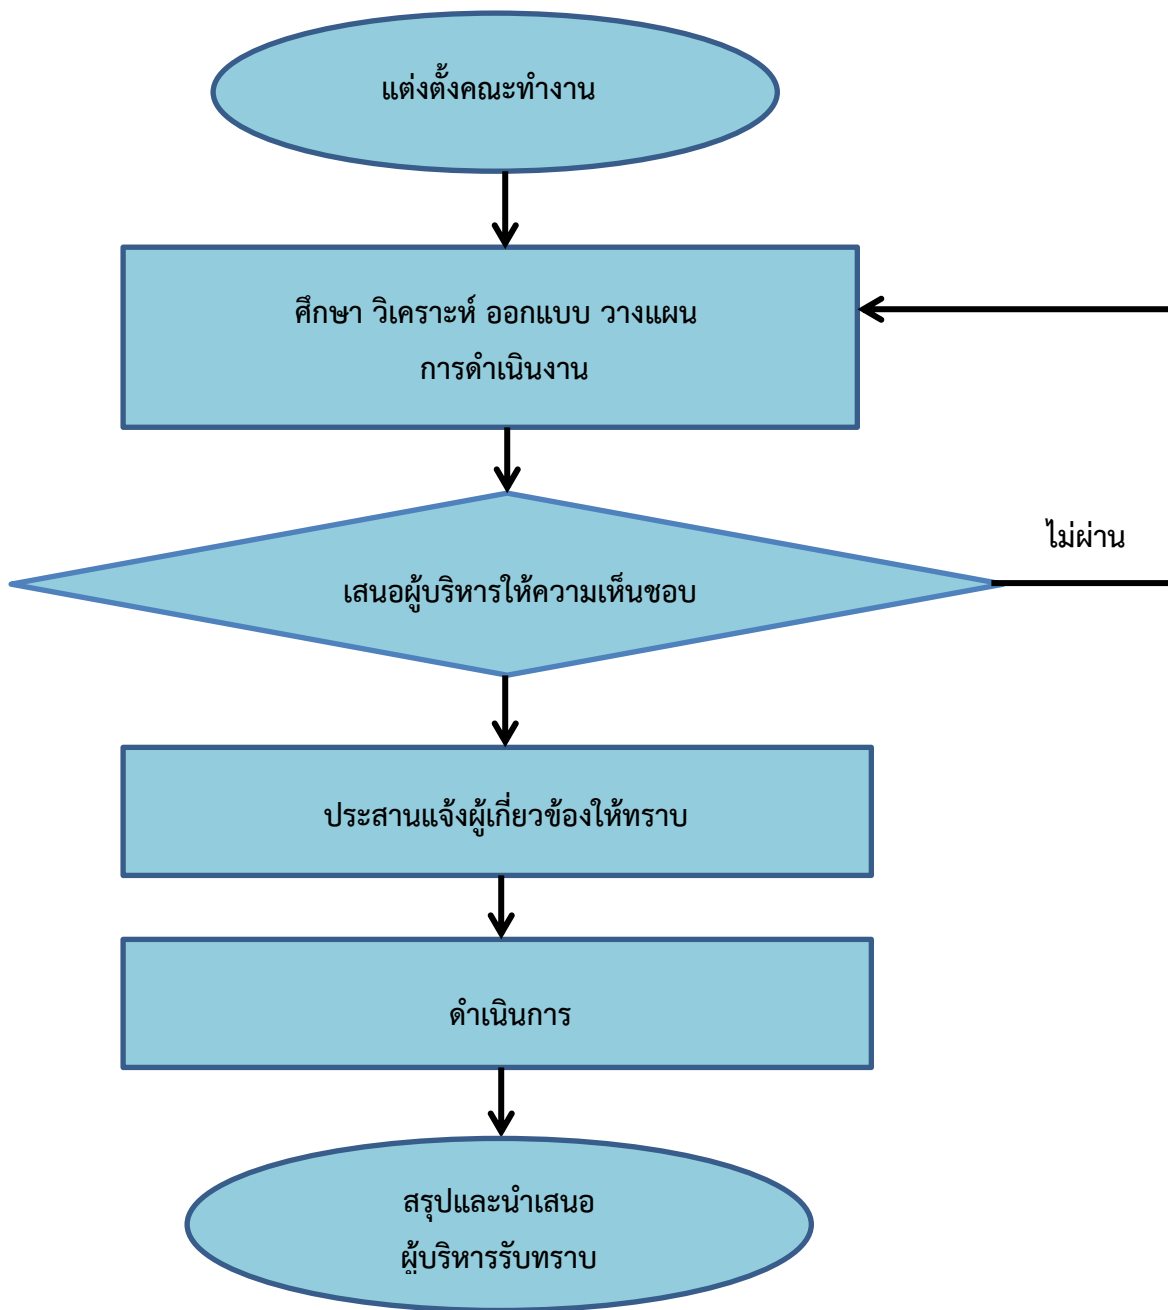 แต่งตั้งคณะทำงาน
ศึกษา วิเคราะห์ ออกแบบ วางแผน
การดำเนินงาน
ไม่ผ่าน
เสนอผู้บริหารให้ความเห็นชอบ
ประสานแจ้งผู้เกี่ยวข้องให้ทราบ
ดำเนินการ
สรุปและนำเสนอ
ผู้บริหารรับทราบ